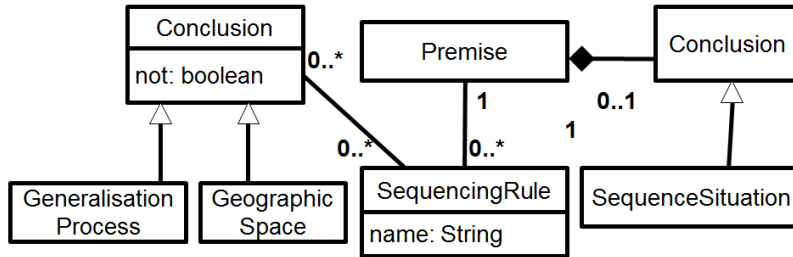 Conclusion
not: boolean
0..*
Premise
Conclusion
1
0..1
1
0..*
0..*
Generalisation
Process
Geographic
Space
SequencingRule
name: String
SequenceSituation